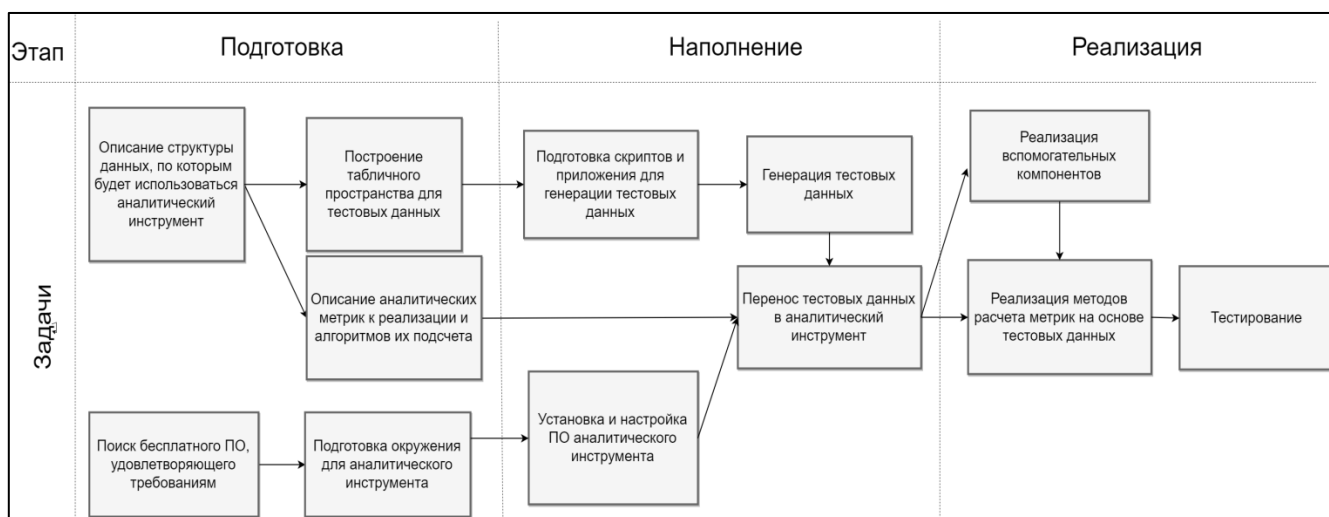 Этап
Подготовка
Наполнение
Реализация
Задачи
Описание структуры
данных, по которым
будет использоваться
аналитический
инструмент
Построение
табличного
пространства для
тестовых данных
Подготовка скриптов и
приложения для
генерации тестовых
данных
Генерация тестовых
данных
Реализация
вспомогательных
компонентов
Описание аналитических
метрик к реализации и
алгоритмов их подсчета
Перенос тестовых данных
в аналитический
инструмент
Реализация методов
расчета метрик на основе
тестовых данных
Тестирование
Поиск бесплатного ПО,
удовлетворяющего
требованиям
Подготовка окружения
для аналитического
инструмента
Установка и настройка
ПО аналитического
инструмента